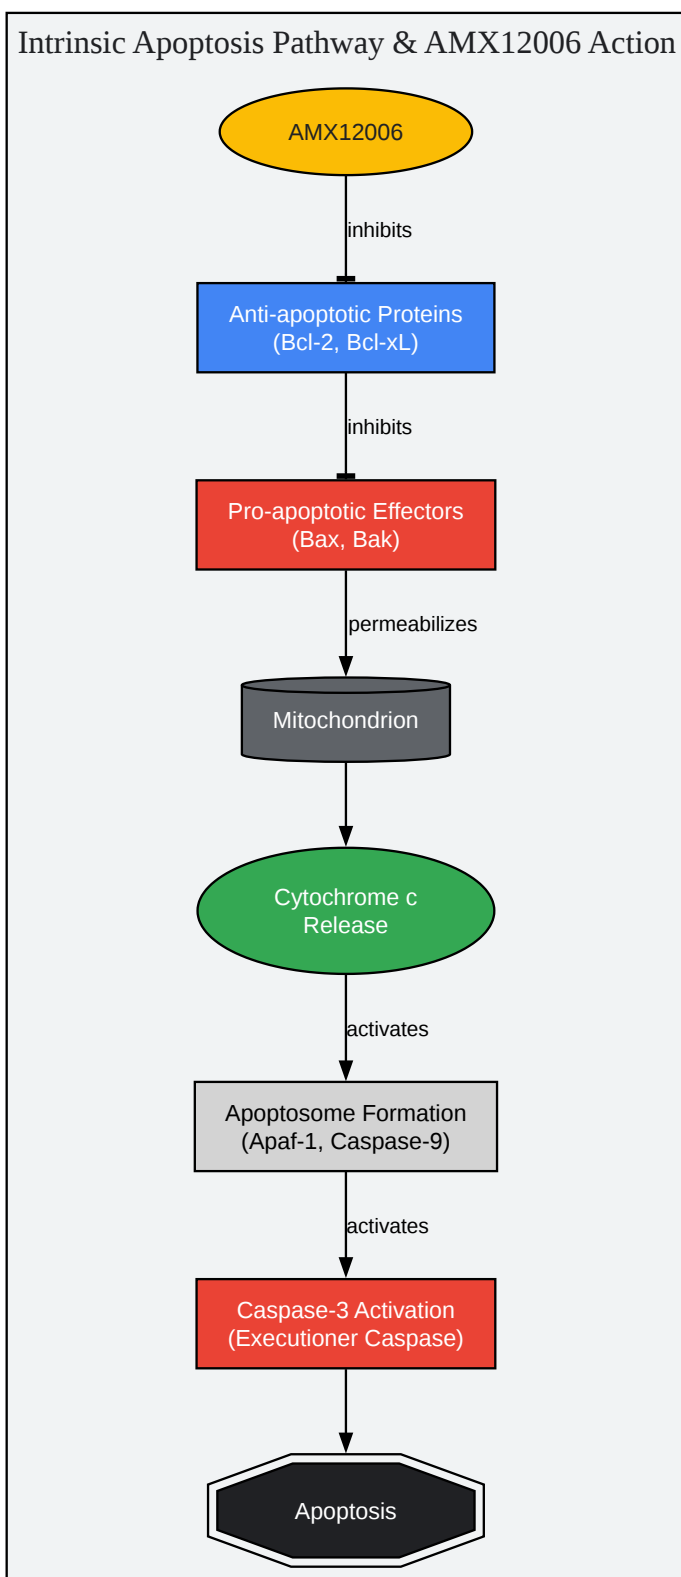 Intrinsic Apoptosis Pathway & AMX12006 Action
AMX12006
inhibits
Anti-apoptotic Proteins
(Bcl-2, Bcl-xL)
inhibits
Pro-apoptotic Effectors
(Bax, Bak)
permeabilizes
Mitochondrion
Cytochrome c
Release
activates
Apoptosome Formation
(Apaf-1, Caspase-9)
activates
Caspase-3 Activation
(Executioner Caspase)
Apoptosis